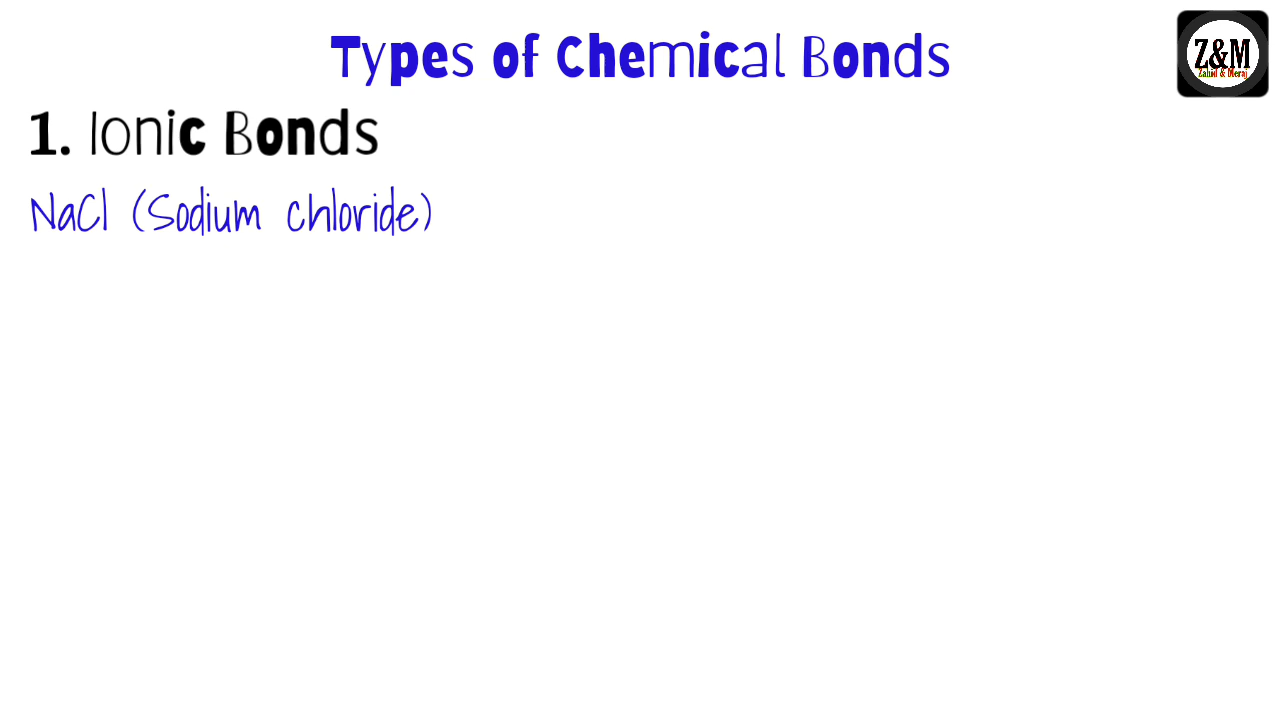 Types of Chemical Bonds
Z&M
Zahid & Meraj
1. Ionic Bonds
NaCl (Sodium chloride)